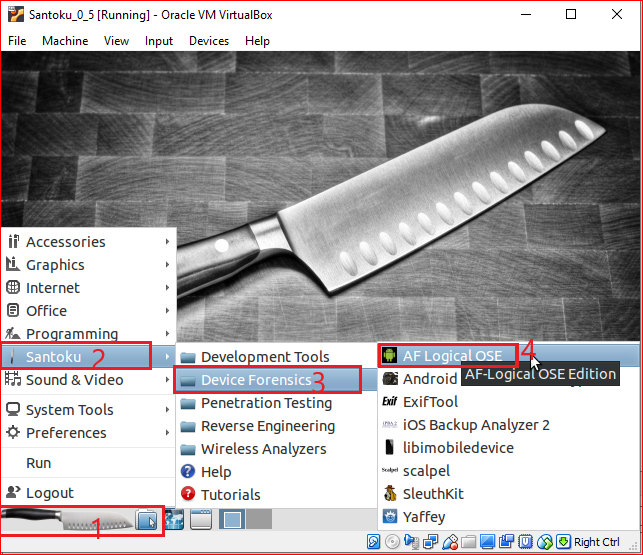 Santoku_0_5 [Running] - Oracle VM VirtualBox
File Machine View Input Devices Help
Accessories
Graphics
Internet
Office
Programming
Santoku 2
Sound & Video
System Tools
Preferences
Run
Logout
1
Development Tools
Device Forensics 3
Penetration Testing
Reverse Engineering
Wireless Analyzers
Help
Tutorials
AF Logical OSE 4
AF-Logical OSE Edition
Android
Exif ExifTool
iOS Backup Analyzer 2
libimobiledevice
Scalpel scalpel
SleuthKit
Yaffey
Right Ctrl